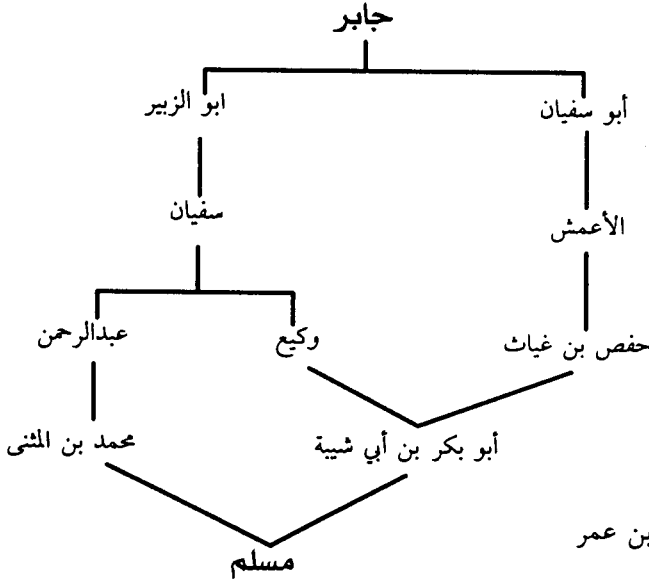 جابر
أبو سفيان ابو الزبير
الأعمش سفيان
حفص بن غياث وكيع عبدالرحمن
أبو بكر بن أبي شيبة محمد بن المثنى
بن عمر
مسلم